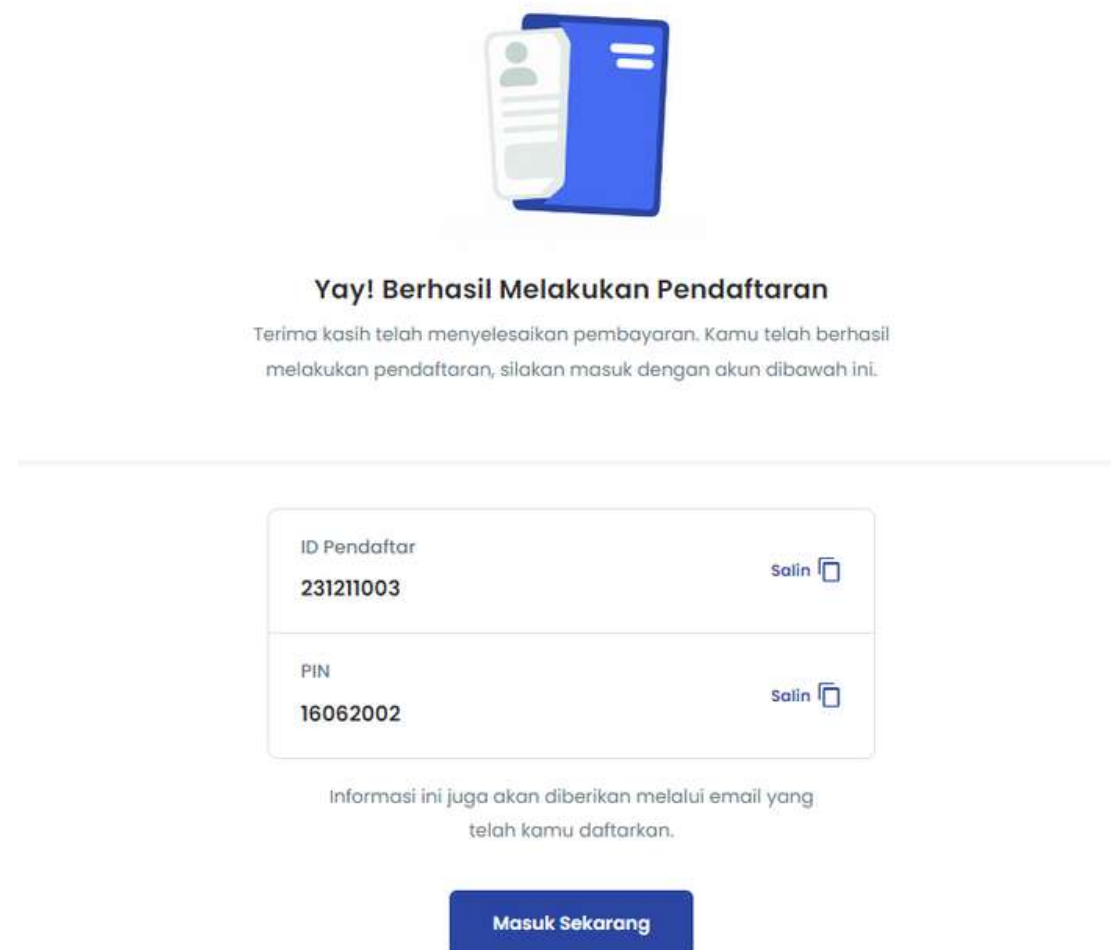 Yay! Berhasil Melakukan Pendaftaran
Terima kasih telah menyelesaikan pembayaran. Kamu telah berhasil
melakukan pendaftaran, silakan masuk dengan akun dibawah ini.
ID Pendaftar
231211003
Salin
PIN
16062002
Salin
Informasi ini juga akan diberikan melalui email yang
telah kamu daftarkan.
Masuk Sekarang